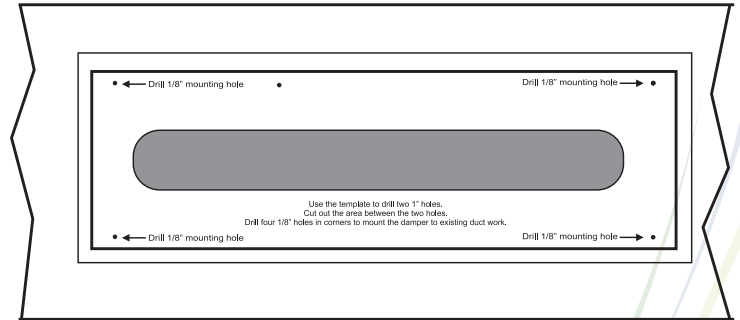 Drill 1/8" mounting hole
Drill 1/8" mounting hole
Use the template to drill two 1" holes.
Cut out the area between the two holes.
Drill four 1/8" holes in corners to mount the damper to existing duct work.
Drill 1/8" mounting hole
Drill 1/8" mounting hole